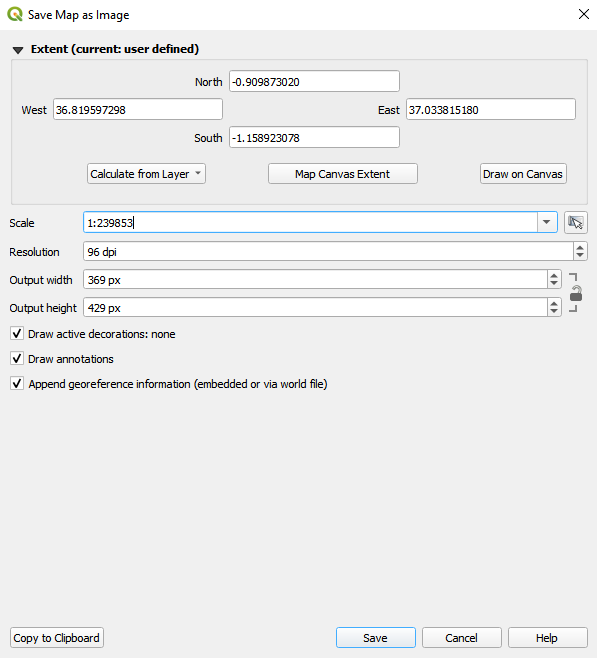 Save Map as Image
Extent (current: user defined)
North -0.909873020
West 36.819597298 East 37.033815180
South -1.158923078
Calculate from Layer Map Canvas Extent Draw on Canvas
Scale 1:239853
Resolution 96 dpi
Output width 369 px
Output height 429 px
Draw active decorations: none
Draw annotations
Append georeference information (embedded or via world file)
Copy to Clipboard Save Cancel Help